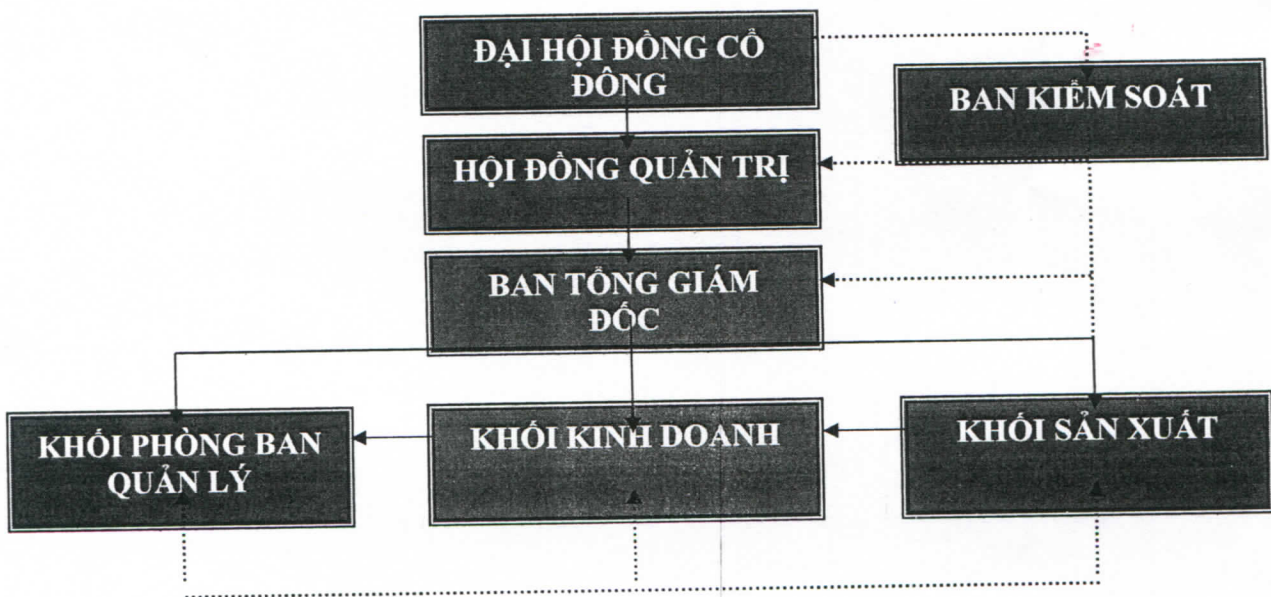 ĐẠI HỘI ĐỒNG CỔ
ĐÔNG
BAN KIỂM SOÁT
HỘI ĐỒNG QUẢN TRỊ
BAN TỔNG GIÁM
ĐỐC
KHỐI PHÒNG BAN
QUẢN LÝ
KHỐI KINH DOANH
KHỐI SẢN XUẤT